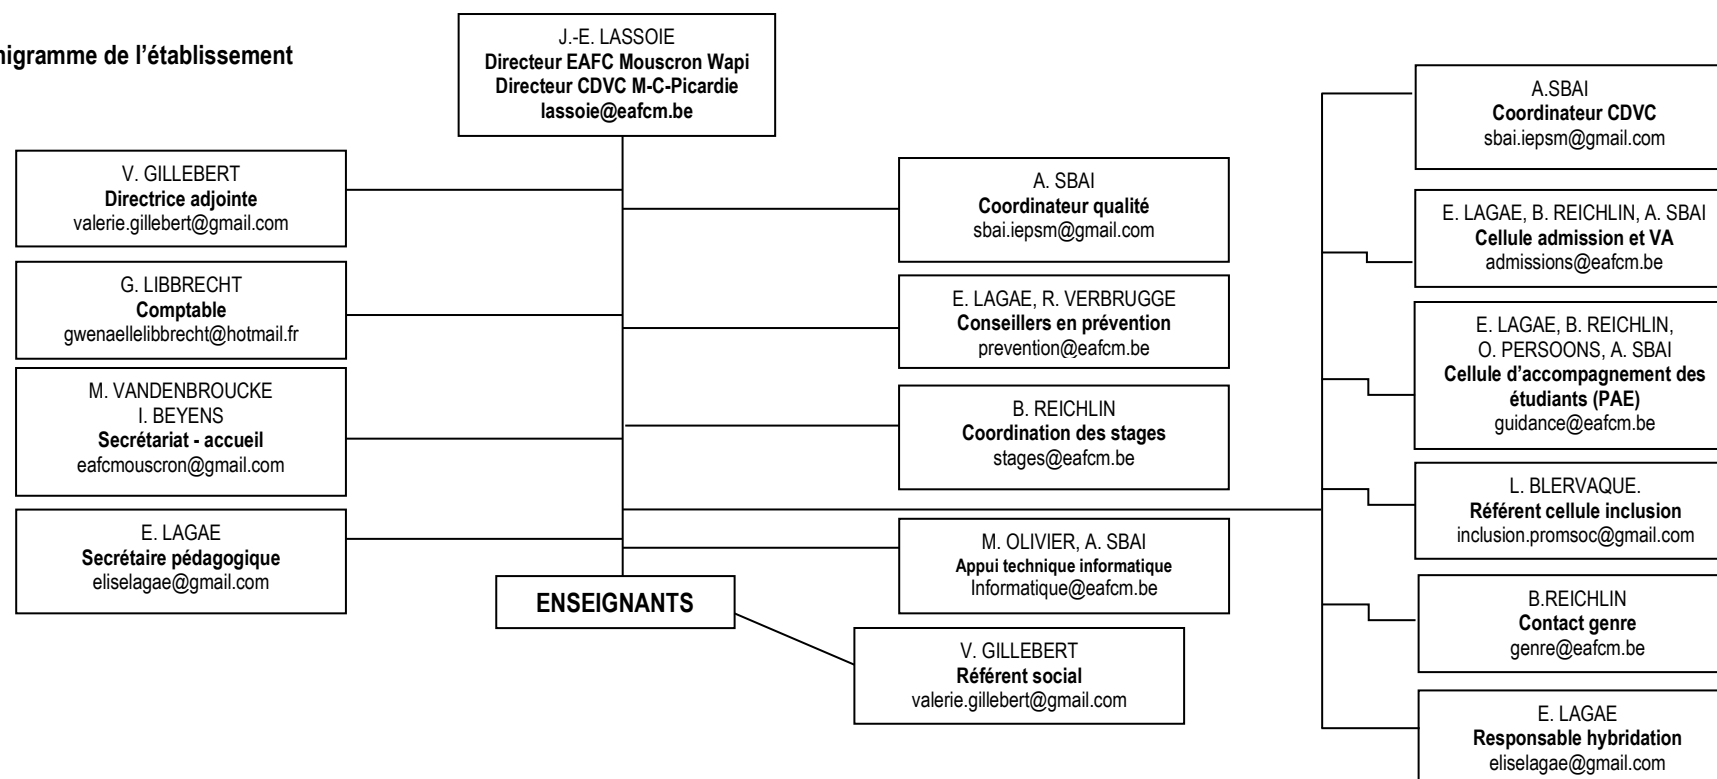 nigramme de l'établissement
J.-E. LASSOIE
Directeur EAFC Mouscron Wapi
Directeur CDVC M-C-Picardie
lassoie@eafcm.be
V. GILLEBERT
Directrice adjointe
valerie.gillebert@gmail.com
G. LIBBRECHT
Comptable
gwenaellelibbrecht@hotmail.fr
M. VANDENBROUCKE
I. BEYENS
Secrétariat - accueil
eafcmouscron@gmail.com
E. LAGAE
Secrétaire pédagogique
eliselagae@gmail.com
ENSEIGNANTS
A. SBAI
Coordinateur qualité
sbai.iepsm@gmail.com
E. LAGAE, R. VERBRUGGE
Conseillers en prévention
prevention@eafcm.be
B. REICHLIN
Coordination des stages
stages@eafcm.be
M. OLIVIER, A. SBAI
Appui technique informatique
Informatique@eafcm.be
V. GILLEBERT
Référent social
valerie.gillebert@gmail.com
A.SBAI
Coordinateur CDVC
sbai.iepsm@gmail.com
E. LAGAE, B. REICHLIN, A. SBAI
Cellule admission et VA
admissions@eafcm.be
E. LAGAE, B. REICHLIN,
O. PERSOONS, A. SBAI
Cellule d'accompagnement des
étudiants (PAE)
guidance@eafcm.be
L. BLERVAQUE.
Référent cellule inclusion
inclusion.promsoc@gmail.com
B.REICHLIN
Contact genre
genre@eafcm.be
E. LAGAE
Responsable hybridation
eliselagae@gmail.com